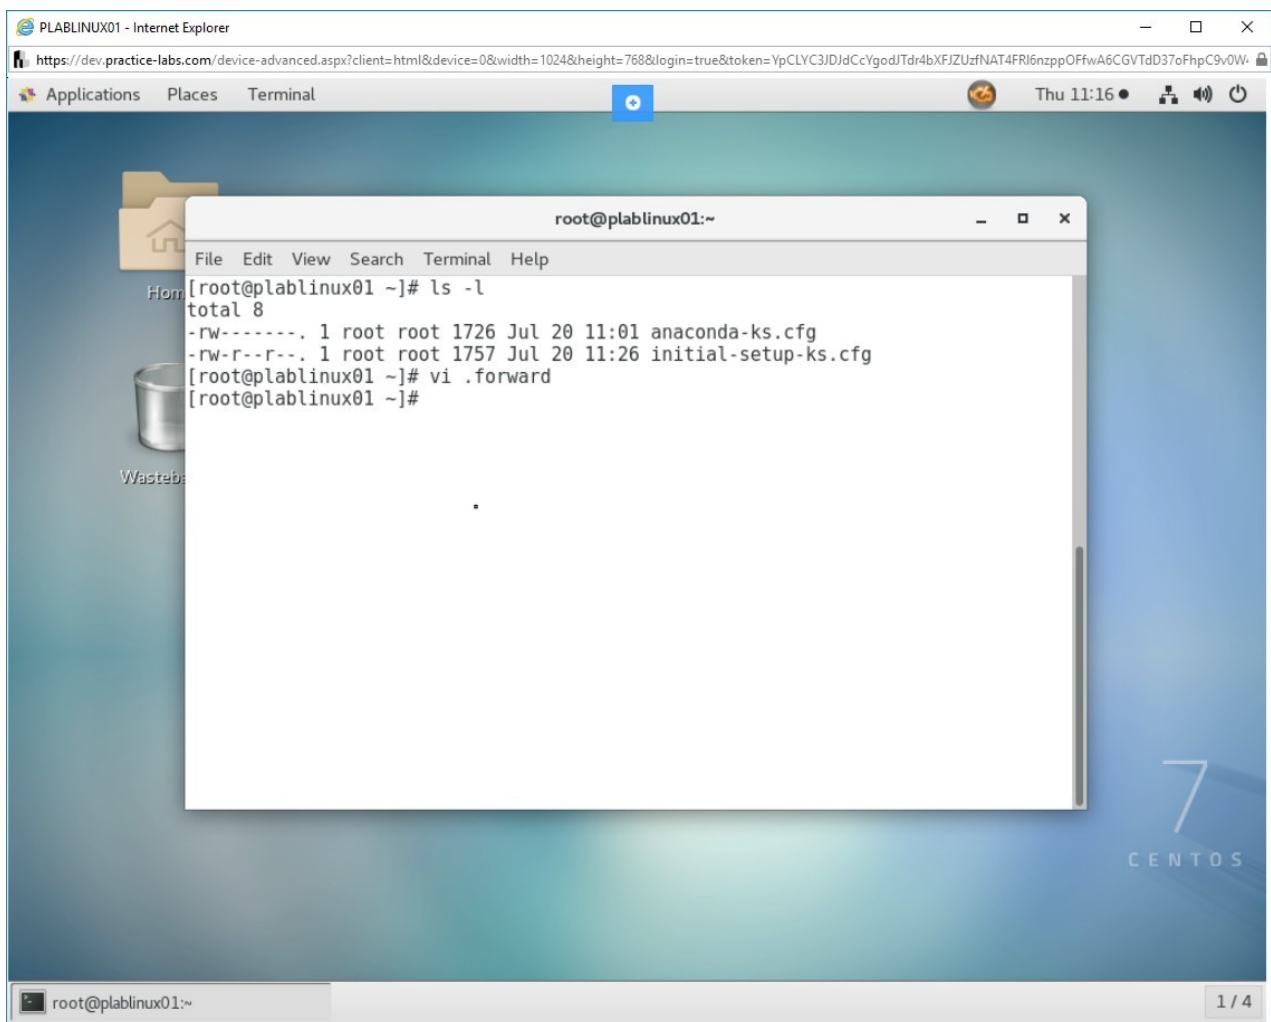 PLABLINUX01 - Internet Explorer
https://dev.practice-labs.com/device-advanced.aspx?client=html&device=0&width=1024&height=768&login=true&token=YpCLYC3JDJdCcYgodJTdr4bXFJZUzfNAT4FRI6nzppOFfwA6CGVTdD37oFhpC9v0W
Applications Places Terminal Thu 11:16
root@plablinux01:~
File Edit View Search Terminal Help
[root@plablinux01 ~]# ls -l
total 8
-rw-------. 1 root root 1726 Jul 20 11:01 anaconda-ks.cfg
-rw-r--r--. 1 root root 1757 Jul 20 11:26 initial-setup-ks.cfg
[root@plablinux01 ~]# vi .forward
[root@plablinux01 ~]#
Hom
Wasteb
7
CENTOS
root@plablinux01:~ 1 / 4